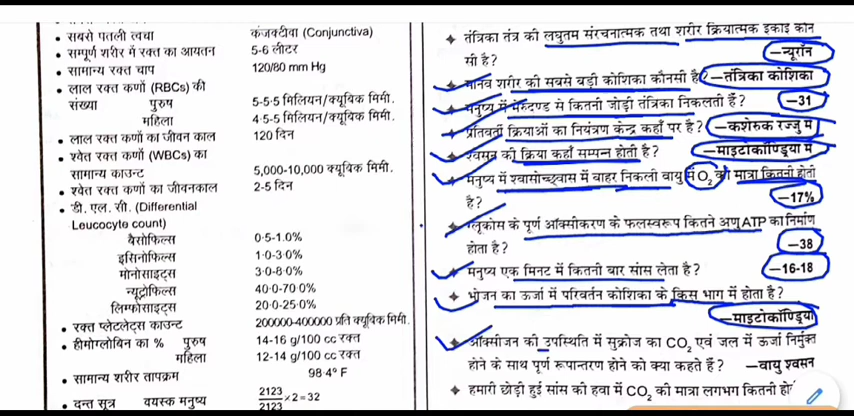 • सबसे पतली त्वचा कंजक्टीवा (Conjunctiva)
• सम्पूर्ण शरीर में रक्त का आयतन 5-6 लीटर
• सामान्य रक्त चाप 120/80 mm Hg
• लाल रक्त कणों (RBCs) की
संख्या पुरुष 5-5·5 मिलियन/क्यूबिक मिमी.
महिला 4·5-5 मिलियन/क्यूबिक मिमी.
• लाल रक्त कणों का जीवन काल 120 दिन
• श्वेत रक्त कणों (WBCs) का
सामान्य काउन्ट 5,000-10,000 क्यूबिक मिमी.
• श्वेत रक्त कणों का जीवनकाल 2-5 दिन
• डी. एल. सी. (Differential
Leucocyte count)
बैसोफिल्स 0·5-1.0%
इसिनोफिल्स 1·0-3·0%
मोनोसाइट्स 3·0-8·0%
न्यूट्रोफिल्स 40·0-70·0%
लिम्फोसाइट्स 20·0-25·0%
• रक्त प्लेटलेट्स काउन्ट 200000-400000 प्रति क्यूबिक मिमी.
• हीमोग्लोबिन का % पुरुष 14-16 g/100 cc रक्त
महिला 12-14 g/100 cc रक्त
• सामान्य शरीर तापक्रम 98·4° F
• दन्त सूत्र वयस्क मनुष्य 2123/2123 ×2=32
तंत्रिका तंत्र की लघुतम संरचनात्मक तथा शरीर क्रियात्मक इकाई कौन
सी है? –न्यूरॉन
मानव शरीर की सबसे बड़ी कोशिका कौनसी है? –तंत्रिका कोशिका
मनुष्य में मेरुदण्ड से कितनी जोड़ी तंत्रिका निकलती हैं? –31
प्रतिवर्ती क्रियाओं का नियंत्रण केन्द्र कहाँ पर है? –कशेरुक रज्जु में
श्वसन की क्रिया कहाँ सम्पन्न होती है? –माइटोकॉण्ड्रिया में
मनुष्य में श्वासोच्छ्वास में बाहर निकली वायु में O₂ की मात्रा कितनी होती
है? –17%
ग्लूकोस के पूर्ण ऑक्सीकरण के फलस्वरूप कितने अणु ATP का निर्माण
होता है? –38
मनुष्य एक मिनट में कितनी बार सांस लेता है? –16-18
भोजन का ऊर्जा में परिवर्तन कोशिका के किस भाग में होता है?
–माइटोकॉण्ड्रिया
ऑक्सीजन की उपस्थिति में सुक्रोज का CO₂ एवं जल में ऊर्जा निर्मुक्त
होने के साथ पूर्ण रूपान्तरण होने को क्या कहते हैं? –वायु श्वसन
हमारी छोड़ी हुई सांस की हवा में CO₂ की मात्रा लगभग कितनी